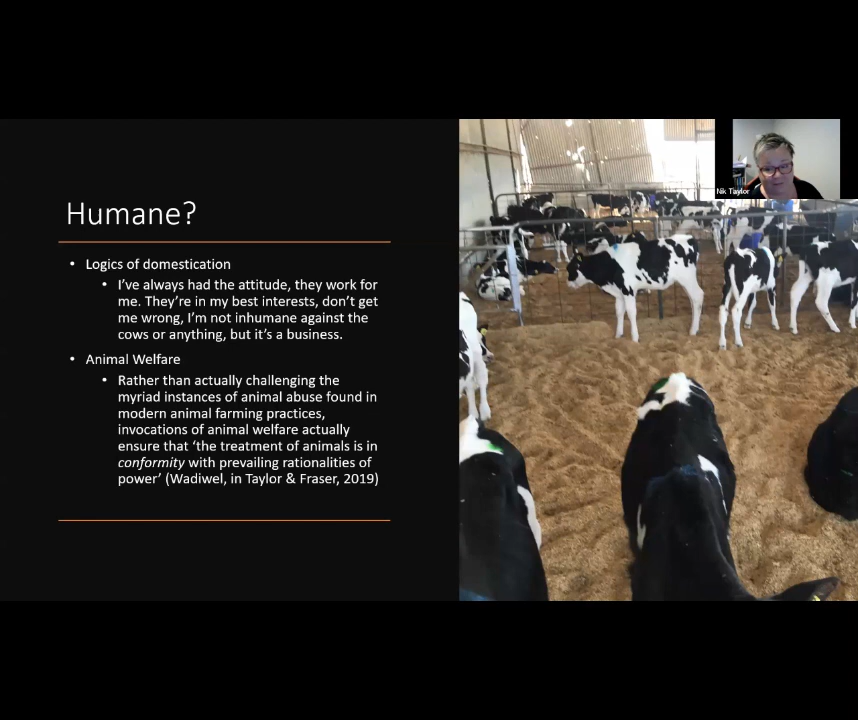 Humane?
• Logics of domestication
• I've always had the attitude, they work for
me. They're in my best interests, don't get
me wrong, I'm not inhumane against the
cows or anything, but it's a business.
• Animal Welfare
• Rather than actually challenging the
myriad instances of animal abuse found in
modern animal farming practices,
invocations of animal welfare actually
ensure that 'the treatment of animals is in
conformity with prevailing rationalities of
power' (Wadiwel, in Taylor & Fraser, 2019)
Nik Taylor